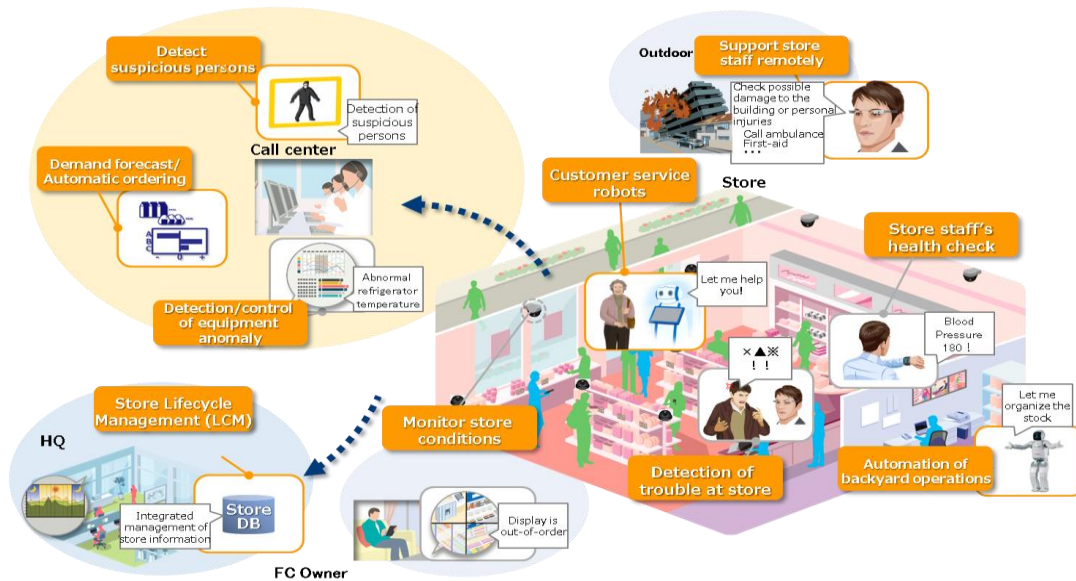 Detect
suspicious persons
Detection of
suspicious
persons
Call center
Demand forecast/
Automatic ordering
A
B
C
- 0 +
Abnormal
refrigerator
temperature
Detection/control
of equipment
anomaly
Outdoor
Support store
staff remotely
Check possible
damage to the
building or personal
injuries
Call ambulance
First-aid
•••
Store
Customer service
robots
Let me help
you!
Store staff's
health check
Blood
Pressure
180 !
×▲※
! !
Let me
organize the
stock
Monitor store
conditions
Detection of
trouble at store
Automation of
backyard operations
Store Lifecycle
Management (LCM)
HQ
Integrated
management of
store information
Store
DB
Display is
out-of-order
FC Owner